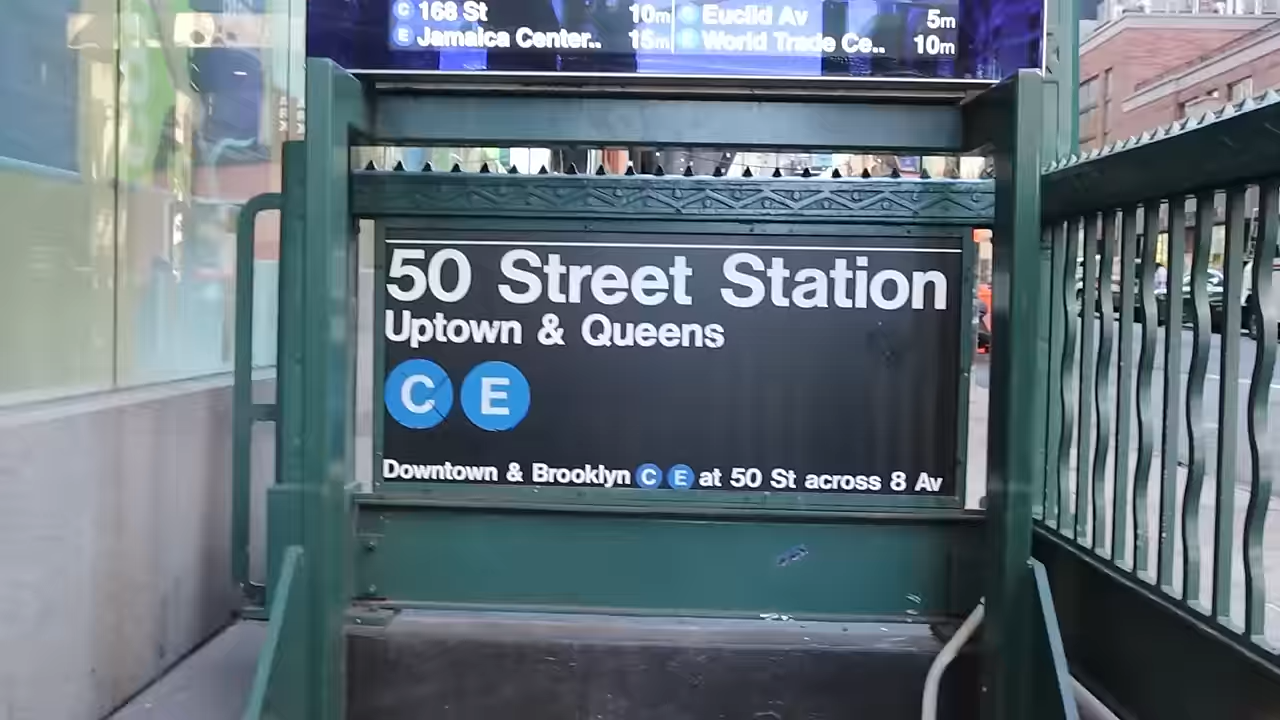 C 168 St 10m
E Jamaica Center.. 15m
C Euclid Av 5m
E World Trade Ce.. 10m
50 Street Station
Uptown & Queens
C E
Downtown & Brooklyn C E at 50 St across 8 Av